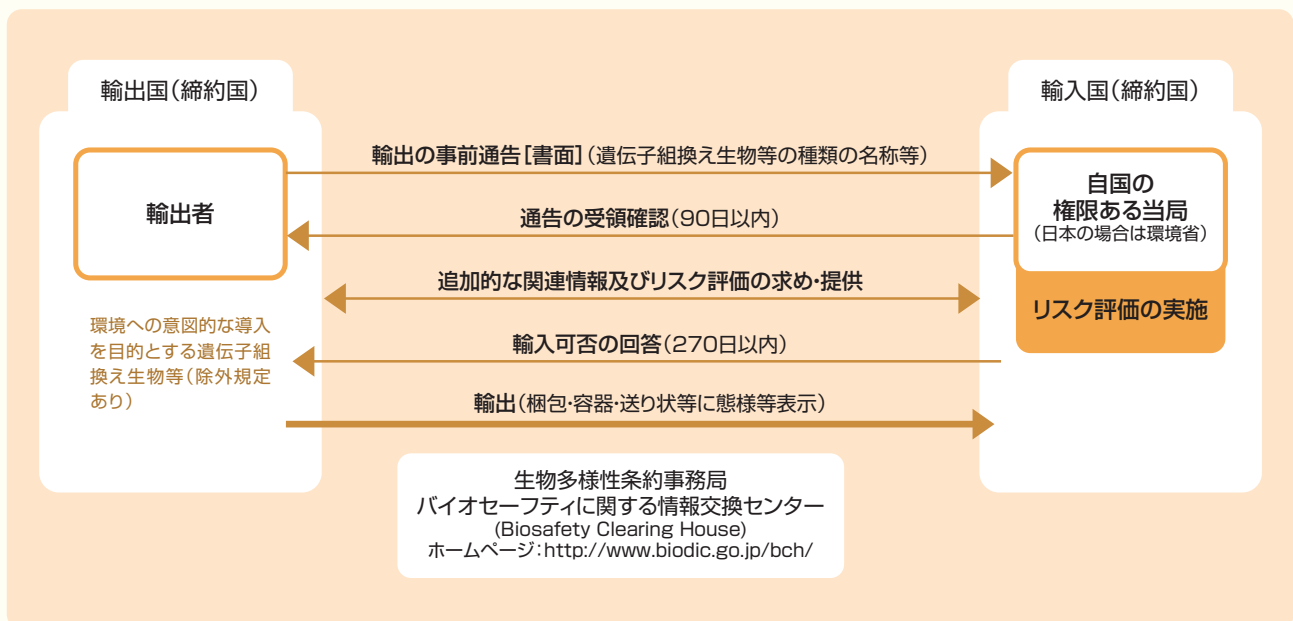 輸出国(締約国)
輸入国(締約国)
輸出者
環境への意図的な導入
を目的とする遺伝子組
換え生物等(除外規定
あり)
輸出の事前通告[書面](遺伝子組換え生物等の種類の名称等)
通告の受領確認(90日以内)
追加的な関連情報及びリスク評価の求め・提供
輸入可否の回答(270日以内)
輸出(梱包・容器・送り状等に態様等表示)
自国の
権限ある当局
(日本の場合は環境省)
リスク評価の実施
生物多様性条約事務局
バイオセーフティに関する情報交換センター
(Biosafety Clearing House)
ホームページ:http://www.biodic.go.jp/bch/